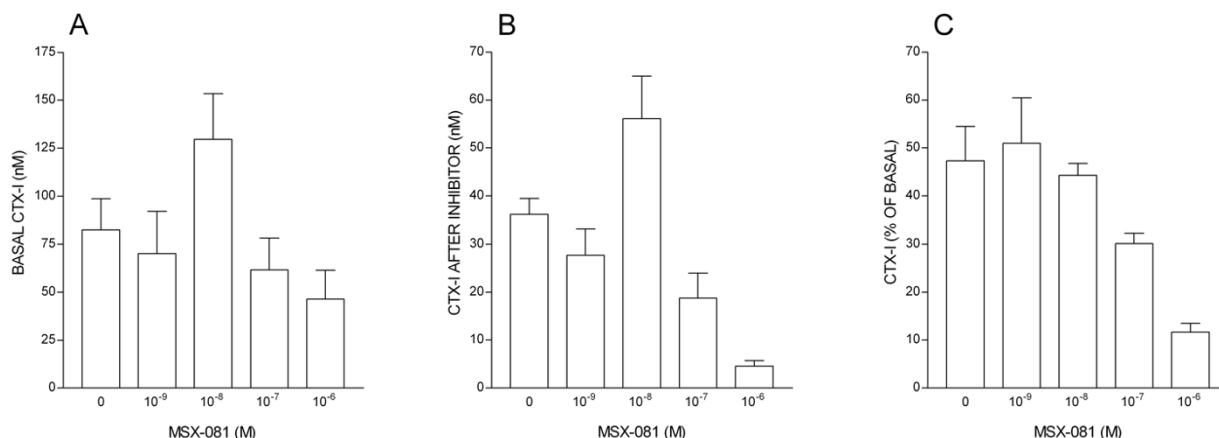 A
BASAL CTX-I (nM)
175
150
125
100
75
50
25
0
0 10⁻⁹ 10⁻⁸ 10⁻⁷ 10⁻⁶
MSX-081 (M)
B
CTX-I AFTER INHIBITOR (nM)
70
60
50
40
30
20
10
0
0 10⁻⁹ 10⁻⁸ 10⁻⁷ 10⁻⁶
MSX-081 (M)
C
CTX-I (% OF BASAL)
70
60
50
40
30
20
10
0
0 10⁻⁹ 10⁻⁸ 10⁻⁷ 10⁻⁶
MSX-081 (M)